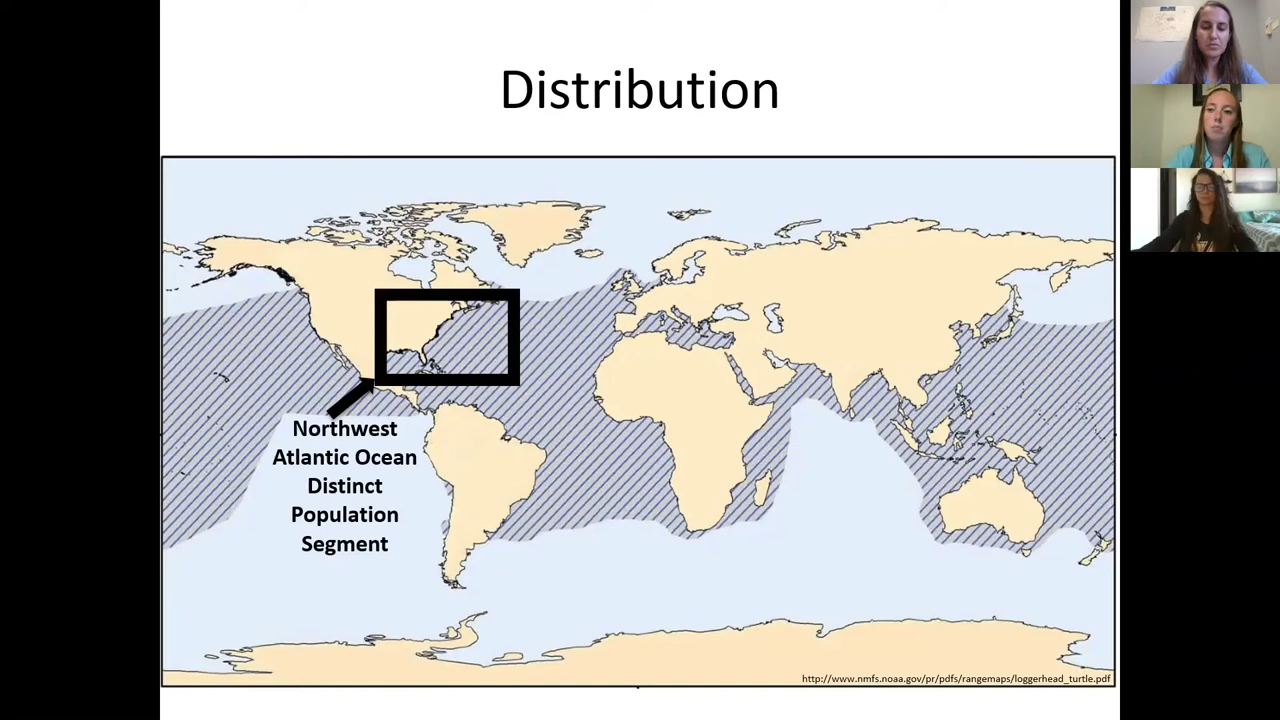 Distribution
Northwest
Atlantic Ocean
Distinct
Population
Segment
http://www.nmfs.noaa.gov/pr/pdfs/rangemaps/loggerhead_turtle.pdf